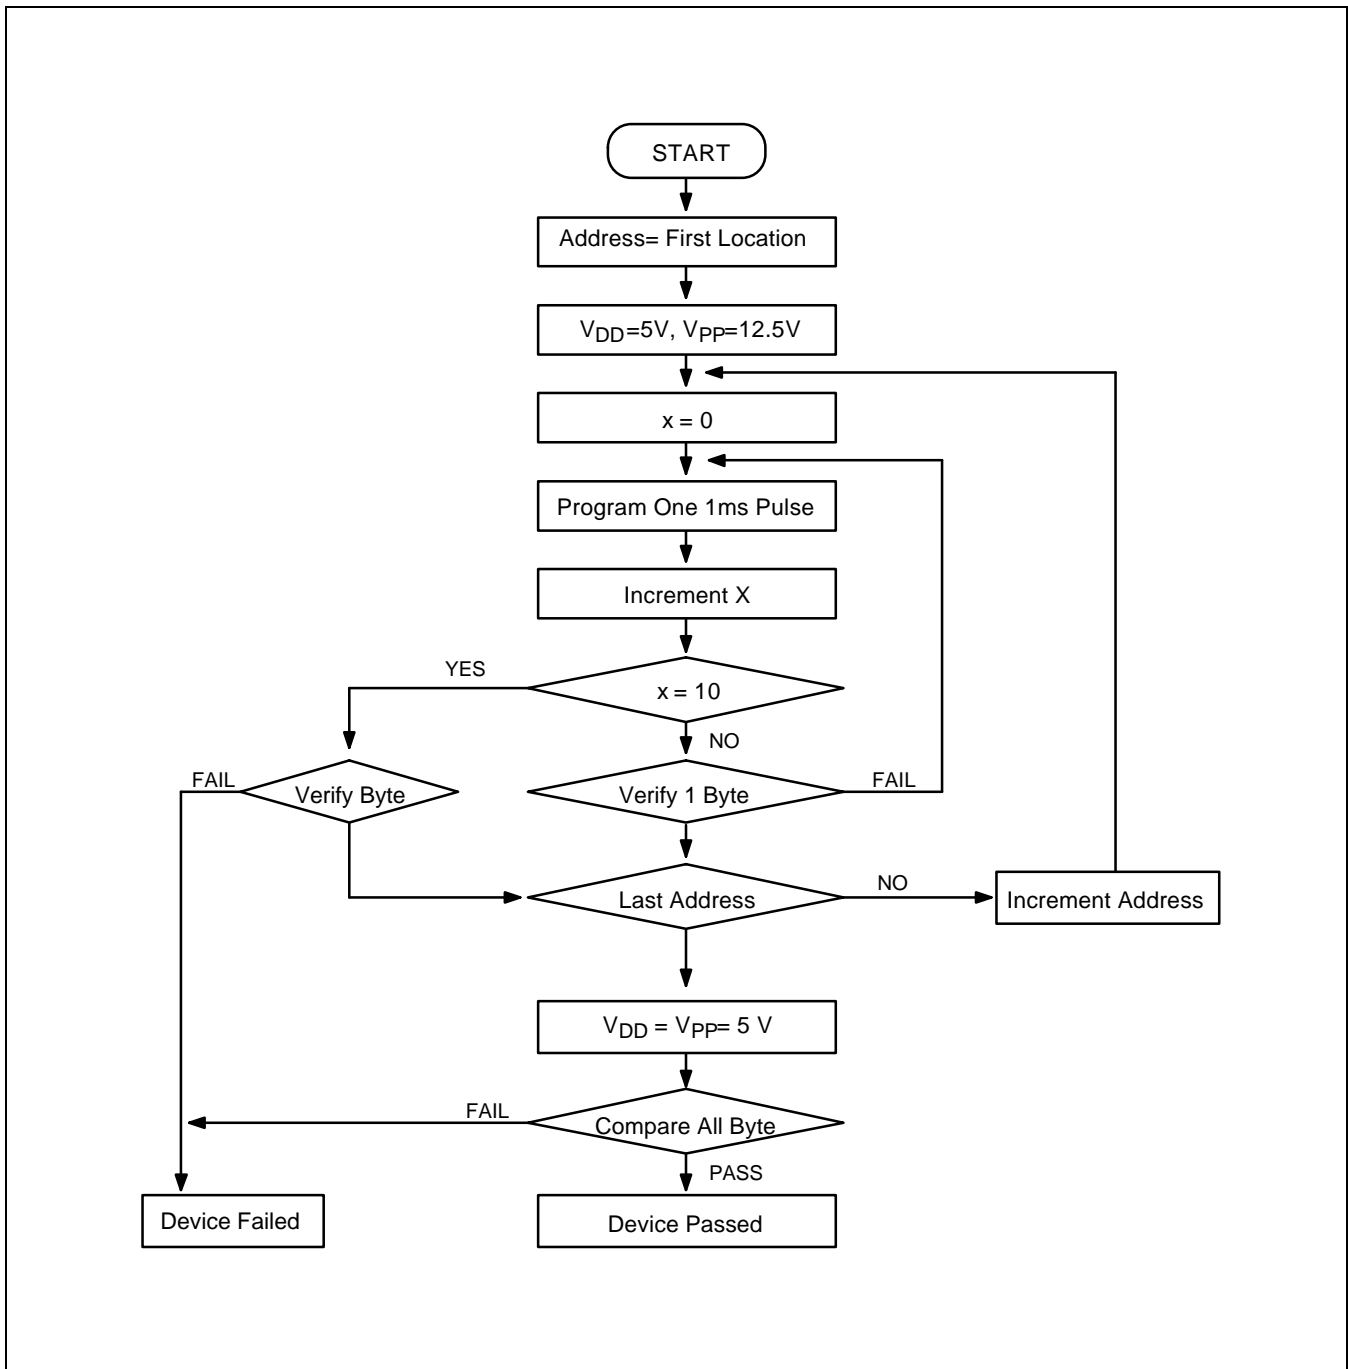 START
Address= First Location
VDD=5V, VPP=12.5V
x = 0
Program One 1ms Pulse
Increment X
YES
x = 10
NO
FAIL
Verify Byte
Verify 1 Byte
FAIL
Last Address
NO
Increment Address
VDD = VPP= 5 V
FAIL
Compare All Byte
PASS
Device Failed
Device Passed